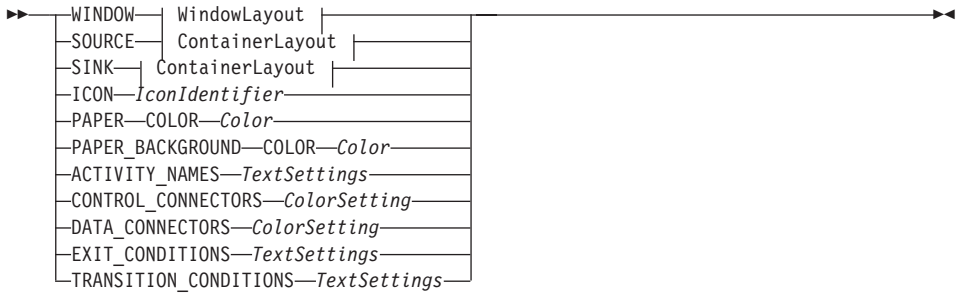 WINDOW WindowLayout
SOURCE ContainerLayout
SINK ContainerLayout
ICON IconIdentifier
PAPER COLOR Color
PAPER_BACKGROUND COLOR Color
ACTIVITY_NAMES TextSettings
CONTROL_CONNECTORS ColorSetting
DATA_CONNECTORS ColorSetting
EXIT_CONDITIONS TextSettings
TRANSITION_CONDITIONS TextSettings